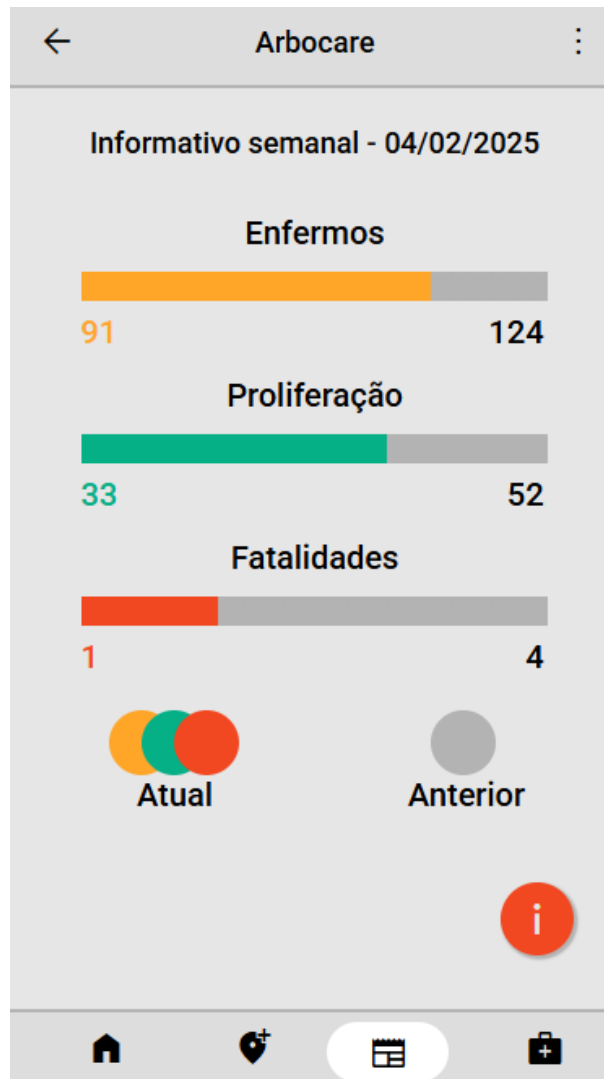 Arbocare
Informativo semanal - 04/02/2025
Enfermos
91 124
Proliferação
33 52
Fatalidades
1 4
Atual Anterior
i